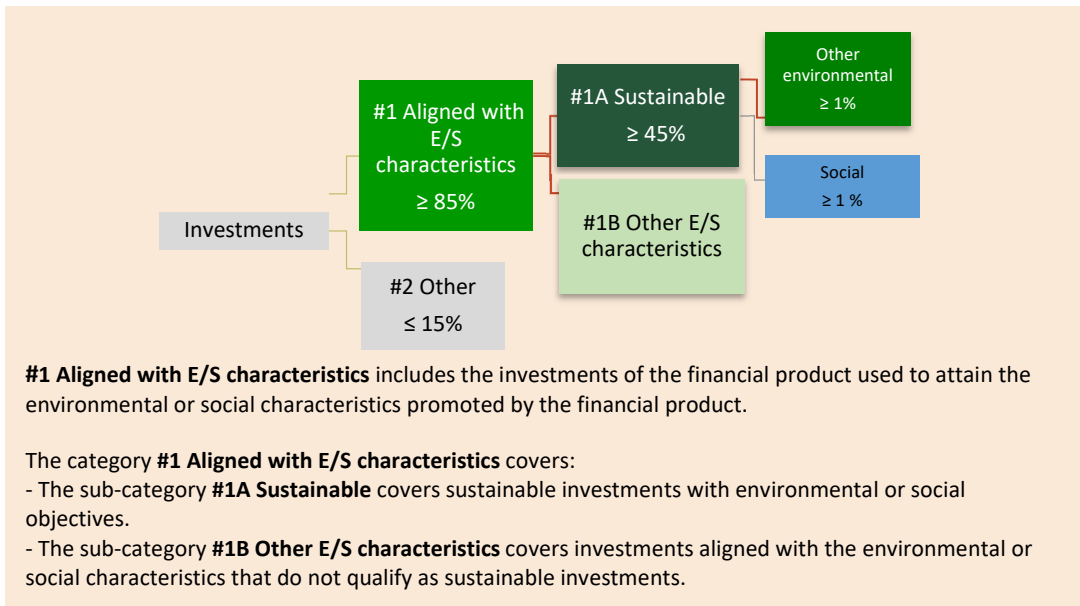 Investments
#1 Aligned with
E/S
characteristics
≥ 85%
#2 Other
≤ 15%
#1A Sustainable
≥ 45%
#1B Other E/S
characteristics
Other
environmental
≥ 1%
Social
≥ 1 %
#1 Aligned with E/S characteristics includes the investments of the financial product used to attain the
environmental or social characteristics promoted by the financial product.
The category #1 Aligned with E/S characteristics covers:
- The sub-category #1A Sustainable covers sustainable investments with environmental or social
objectives.
- The sub-category #1B Other E/S characteristics covers investments aligned with the environmental or
social characteristics that do not qualify as sustainable investments.